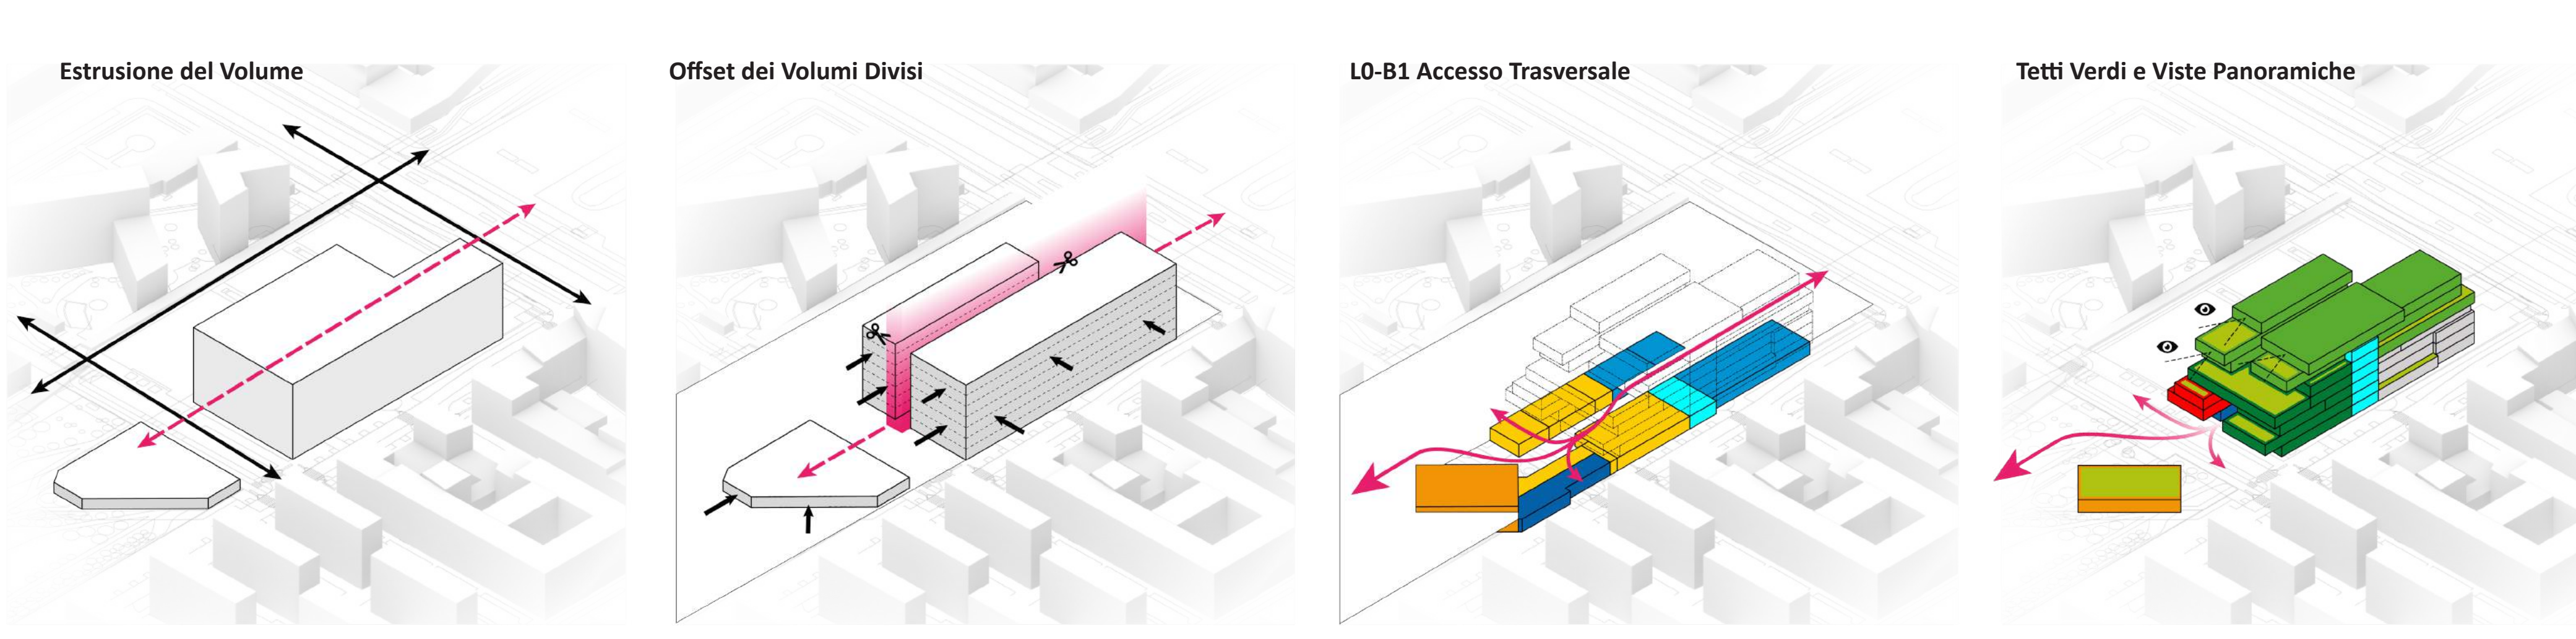 Estrusione del Volume
Offset dei Volumi Divisi
L0-B1 Accesso Trasversale
Tetti Verdi e Viste Panoramiche